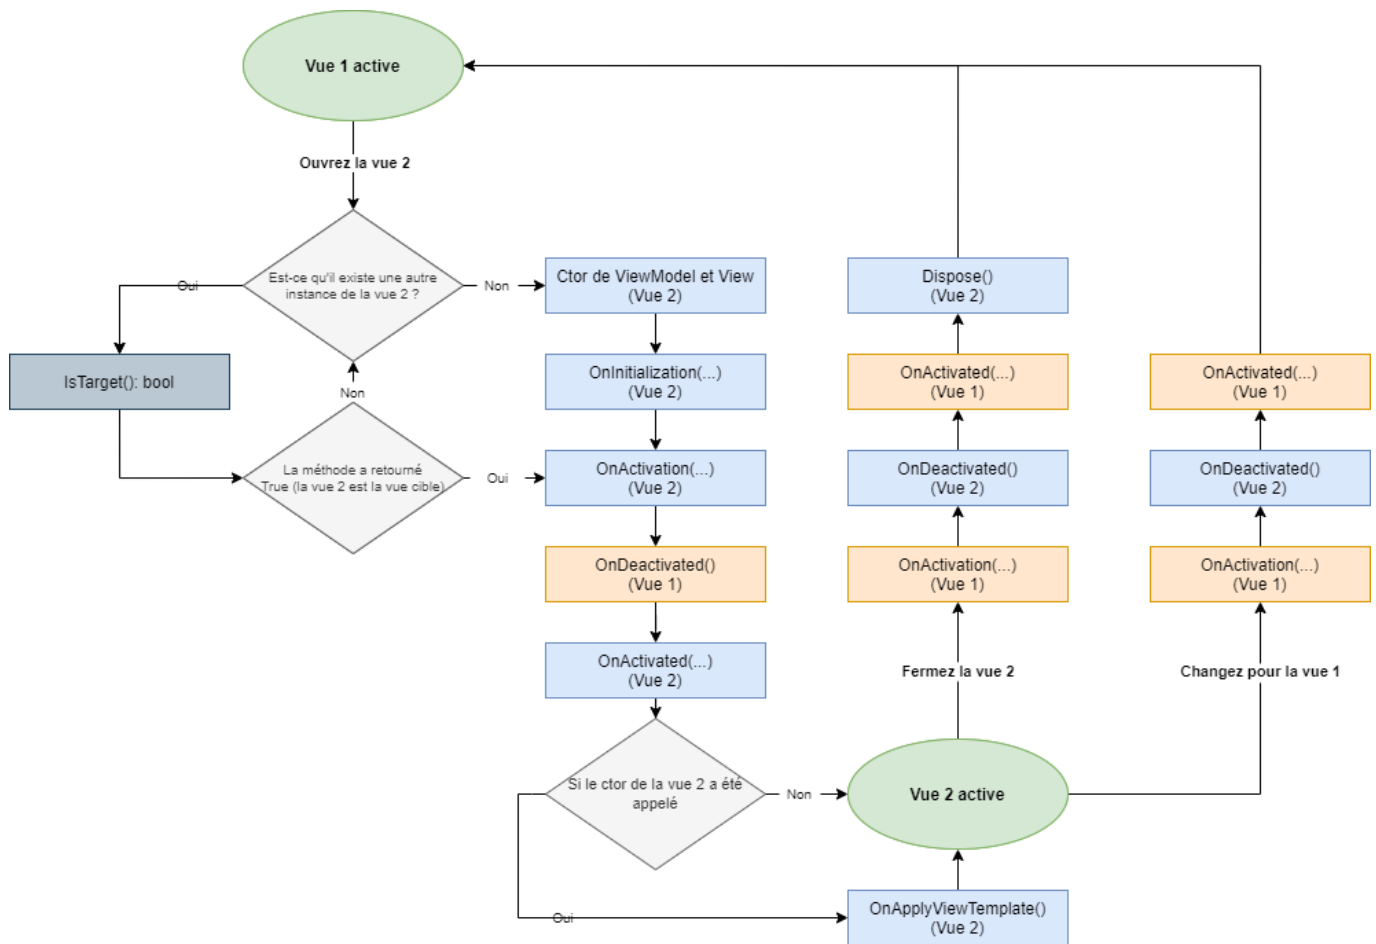 Vue 1 active
Ouvrez la vue 2
Est-ce qu'il existe une autre
instance de la vue 2 ?
Oui
Non
Ctor de ViewModel et View
(Vue 2)
Dispose()
(Vue 2)
IsTarget(): bool
Non
OnInitialization(...)
(Vue 2)
OnActivated(...)
(Vue 1)
OnActivated(...)
(Vue 1)
La méthode a retourné
True (la vue 2 est la vue cible)
Oui
OnActivation(...)
(Vue 2)
OnDeactivated()
(Vue 2)
OnDeactivated()
(Vue 2)
OnDeactivated()
(Vue 1)
OnActivation(...)
(Vue 1)
OnActivation(...)
(Vue 1)
OnActivated(...)
(Vue 2)
Fermez la vue 2
Changez pour la vue 1
Si le ctor de la vue 2 a été
appelé
Non
Vue 2 active
Oui
OnApplyViewTemplate()
(Vue 2)